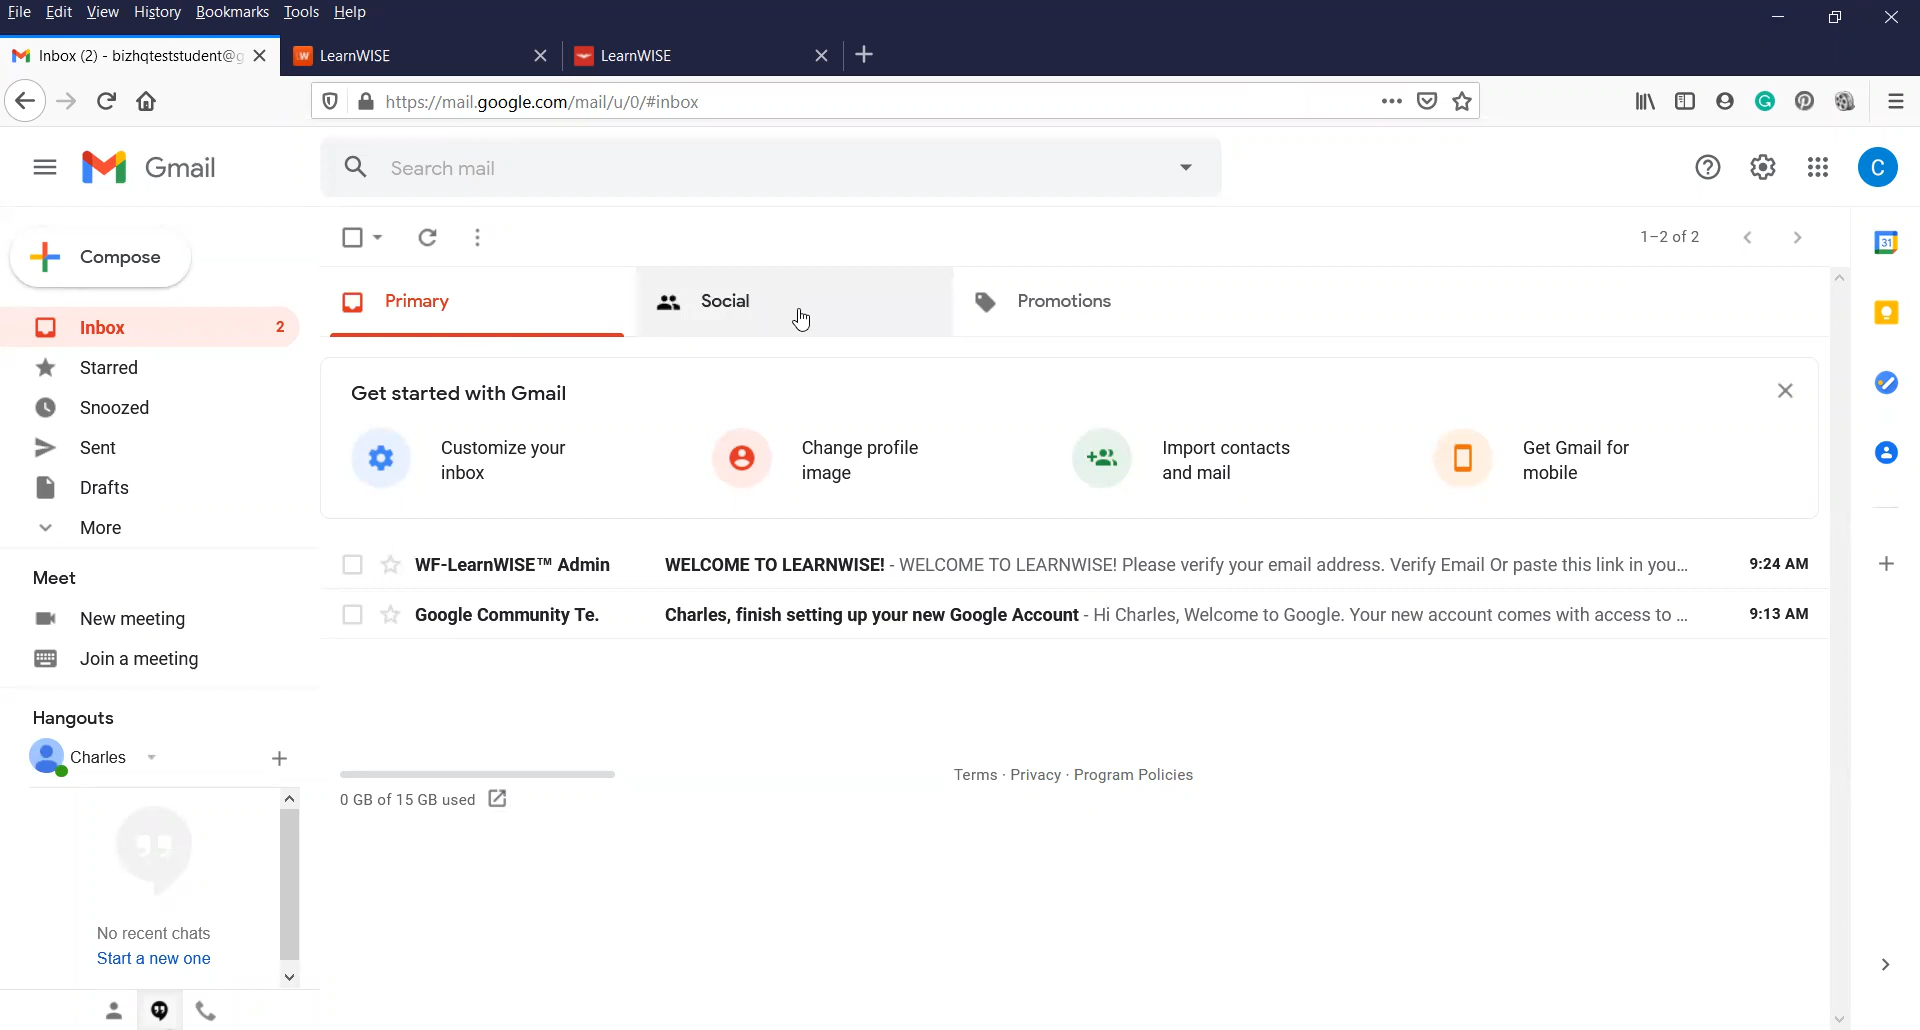 File Edit View History Bookmarks Tools Help
Inbox (2) - bizhqteststudent@g
LearnWISE
LearnWISE
https://mail.google.com/mail/u/0/#inbox
Gmail
Search mail
C
Compose
1–2 of 2
31
Primary
Social
Promotions
Inbox 2
Starred
Snoozed
Sent
Drafts
More
Get started with Gmail
Customize your
inbox
Change profile
image
Import contacts
and mail
Get Gmail for
mobile
WF-LearnWISE™ Admin WELCOME TO LEARNWISE! - WELCOME TO LEARNWISE! Please verify your email address. Verify Email Or paste this link in you... 9:24 AM
Google Community Te. Charles, finish setting up your new Google Account - Hi Charles, Welcome to Google. Your new account comes with access to ... 9:13 AM
Meet
New meeting
Join a meeting
Hangouts
Charles
No recent chats
Start a new one
0 GB of 15 GB used
Terms · Privacy · Program Policies